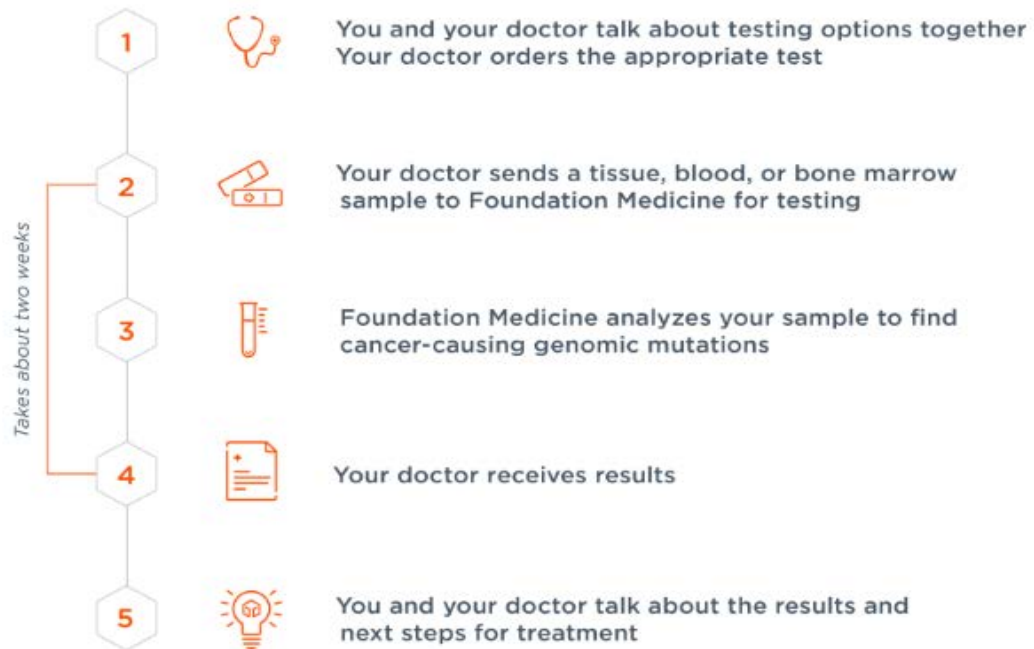 1
You and your doctor talk about testing options together
Your doctor orders the appropriate test
2
Your doctor sends a tissue, blood, or bone marrow
sample to Foundation Medicine for testing
Takes about two weeks
3
Foundation Medicine analyzes your sample to find
cancer-causing genomic mutations
4
Your doctor receives results
5
You and your doctor talk about the results and
next steps for treatment